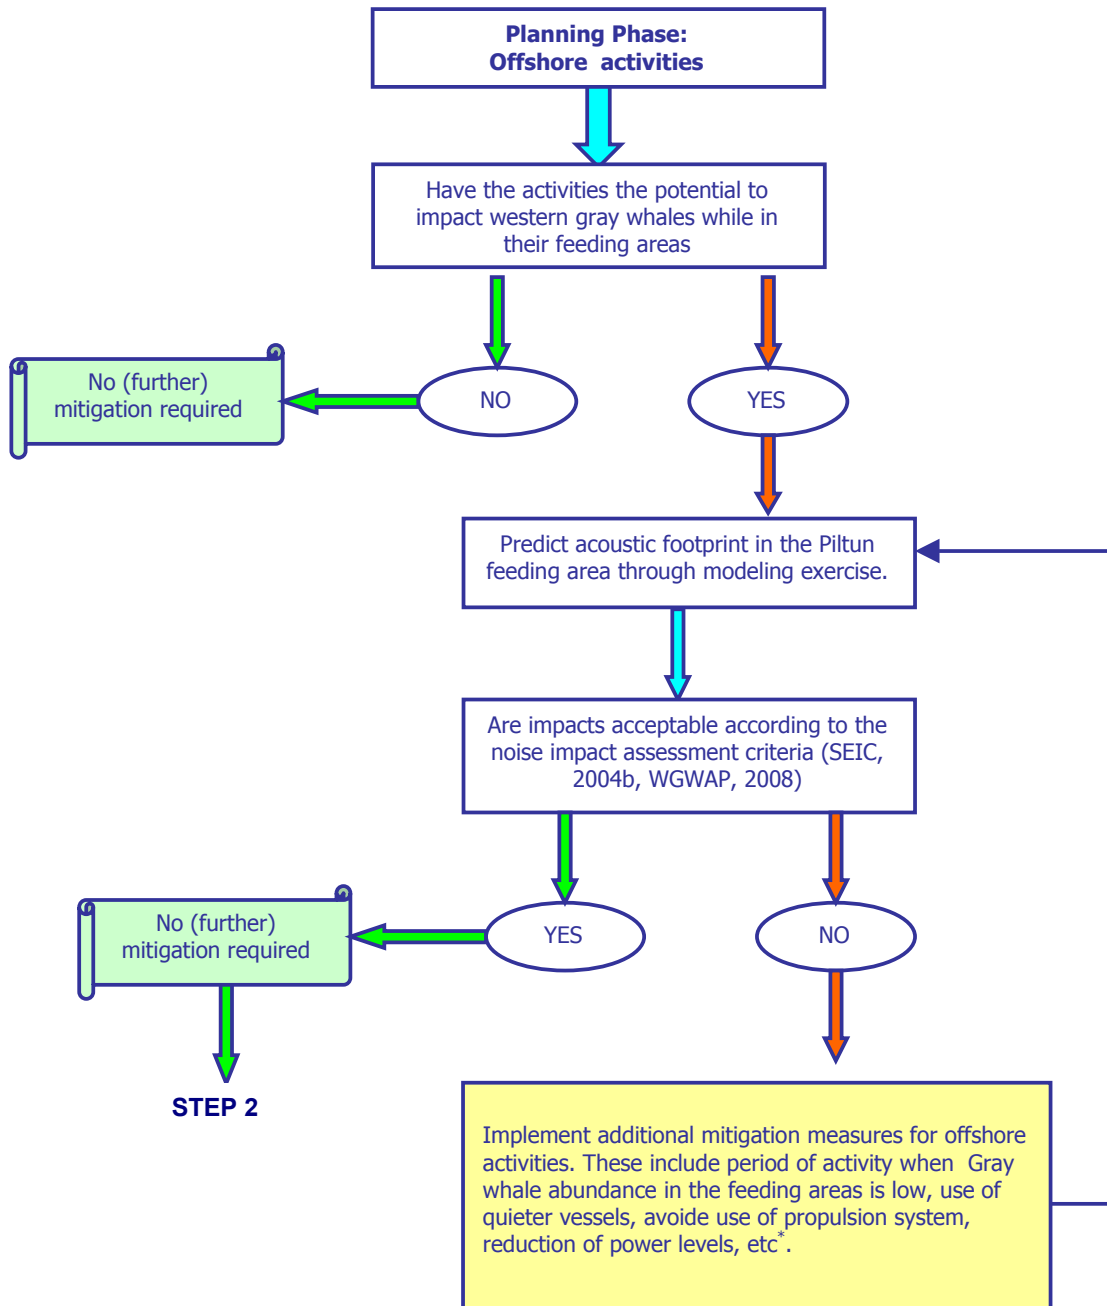 Planning Phase:
Offshore activities
Have the activities the potential to
impact western gray whales while in
their feeding areas
No (further)
mitigation required
NO
YES
Predict acoustic footprint in the Piltun
feeding area through modeling exercise.
Are impacts acceptable according to the
noise impact assessment criteria (SEIC,
2004b, WGWAP, 2008)
No (further)
mitigation required
YES
NO
STEP 2
Implement additional mitigation measures for offshore
activities. These include period of activity when Gray
whale abundance in the feeding areas is low, use of
quieter vessels, avoide use of propulsion system,
reduction of power levels, etc*.